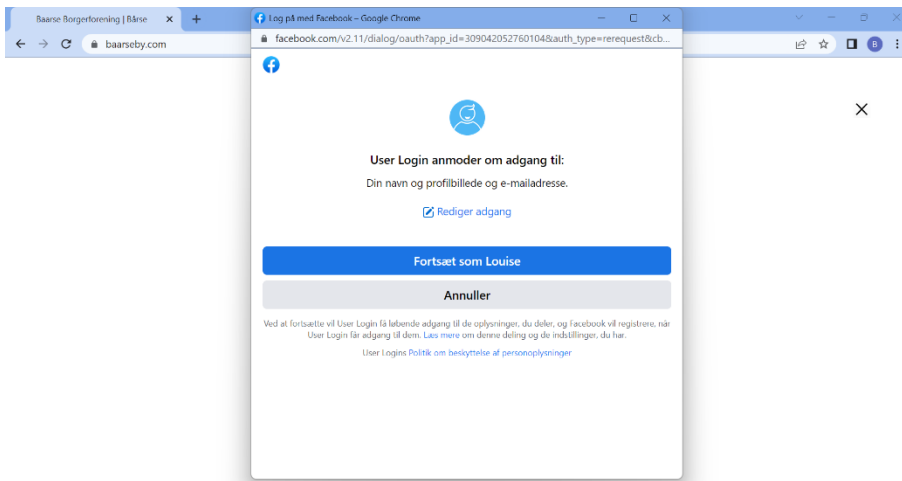 Baarse Borgerforening | Bårse
Log på med Facebook – Google Chrome
baarseby.com
facebook.com/v2.11/dialog/oauth?app_id=309042052760104&auth_type=rerequest&cb...
B
User Login anmoder om adgang til:
Din navn og profilbillede og e-mailadresse.
Rediger adgang
Fortsæt som Louise
Annuller
Ved at fortsætte vil User Login få løbende adgang til de oplysninger, du deler, og Facebook vil registrere, når
User Login får adgang til dem. Læs mere om denne deling og de indstillinger, du har.
User Logins Politik om beskyttelse af personoplysninger